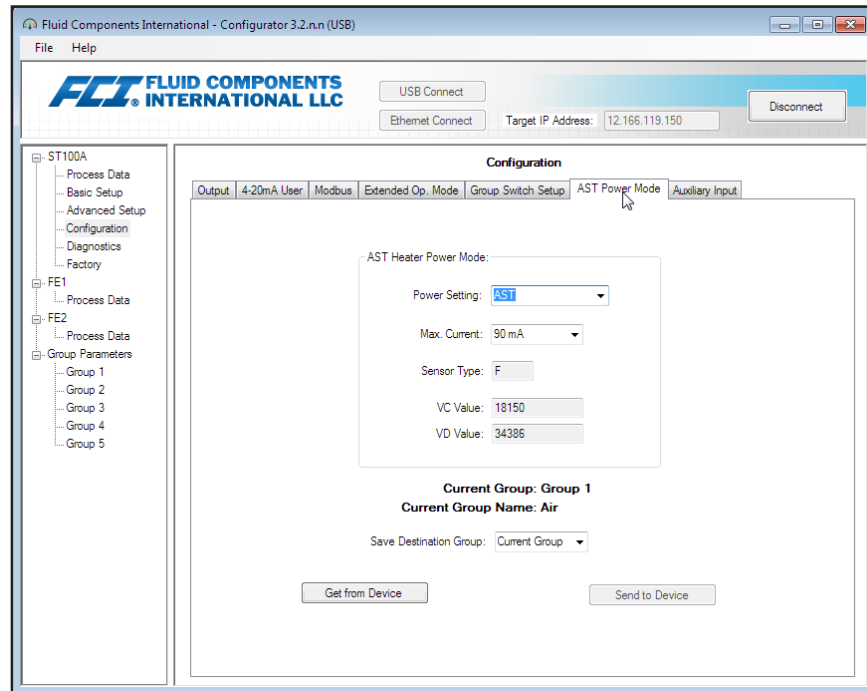 Fluid Components International - Configurator 3.2.n.n (USB)
File Help
FCI
®
FLUID COMPONENTS
INTERNATIONAL LLC
USB Connect
Ethernet Connect
Target IP Address: 12.166.119.150
Disconnect
ST100A
Process Data
Basic Setup
Advanced Setup
Configuration
Diagnostics
Factory
FE1
Process Data
FE2
Process Data
Group Parameters
Group 1
Group 2
Group 3
Group 4
Group 5
Configuration
Output 4-20mA User Modbus Extended Op. Mode Group Switch Setup AST Power Mode Auxiliary Input
AST Heater Power Mode:
Power Setting: AST
Max. Current: 90 mA
Sensor Type: F
VC Value: 18150
VD Value: 34386
Current Group: Group 1
Current Group Name: Air
Save Destination Group: Current Group
Get from Device Send to Device